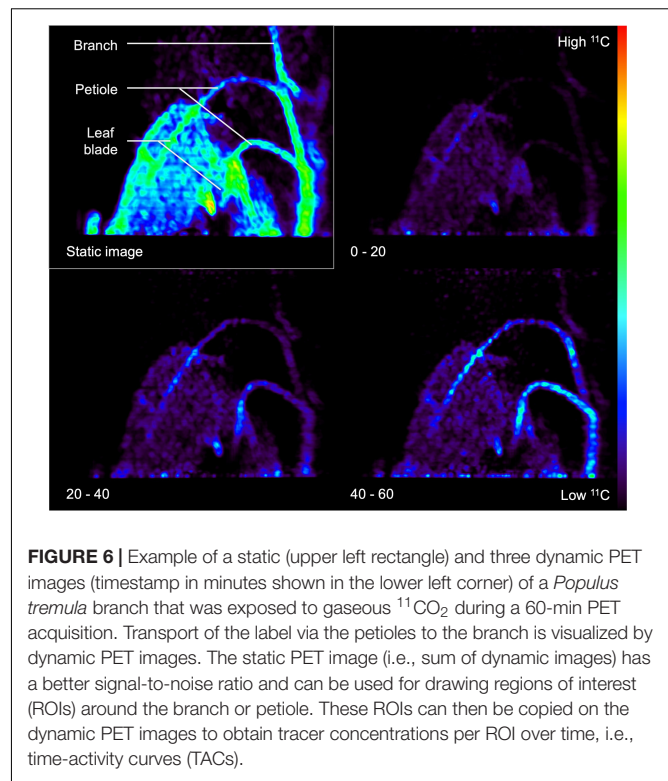 Branch
High ¹¹C
Petiole
Leaf
blade
Static image
0 - 20
20 - 40
40 - 60
Low ¹¹C
FIGURE 6 | Example of a static (upper left rectangle) and three dynamic PET
images (timestamp in minutes shown in the lower left corner) of a Populus
tremula branch that was exposed to gaseous ¹¹CO₂ during a 60-min PET
acquisition. Transport of the label via the petioles to the branch is visualized by
dynamic PET images. The static PET image (i.e., sum of dynamic images) has
a better signal-to-noise ratio and can be used for drawing regions of interest
(ROIs) around the branch or petiole. These ROIs can then be copied on the
dynamic PET images to obtain tracer concentrations per ROI over time, i.e.,
time-activity curves (TACs).